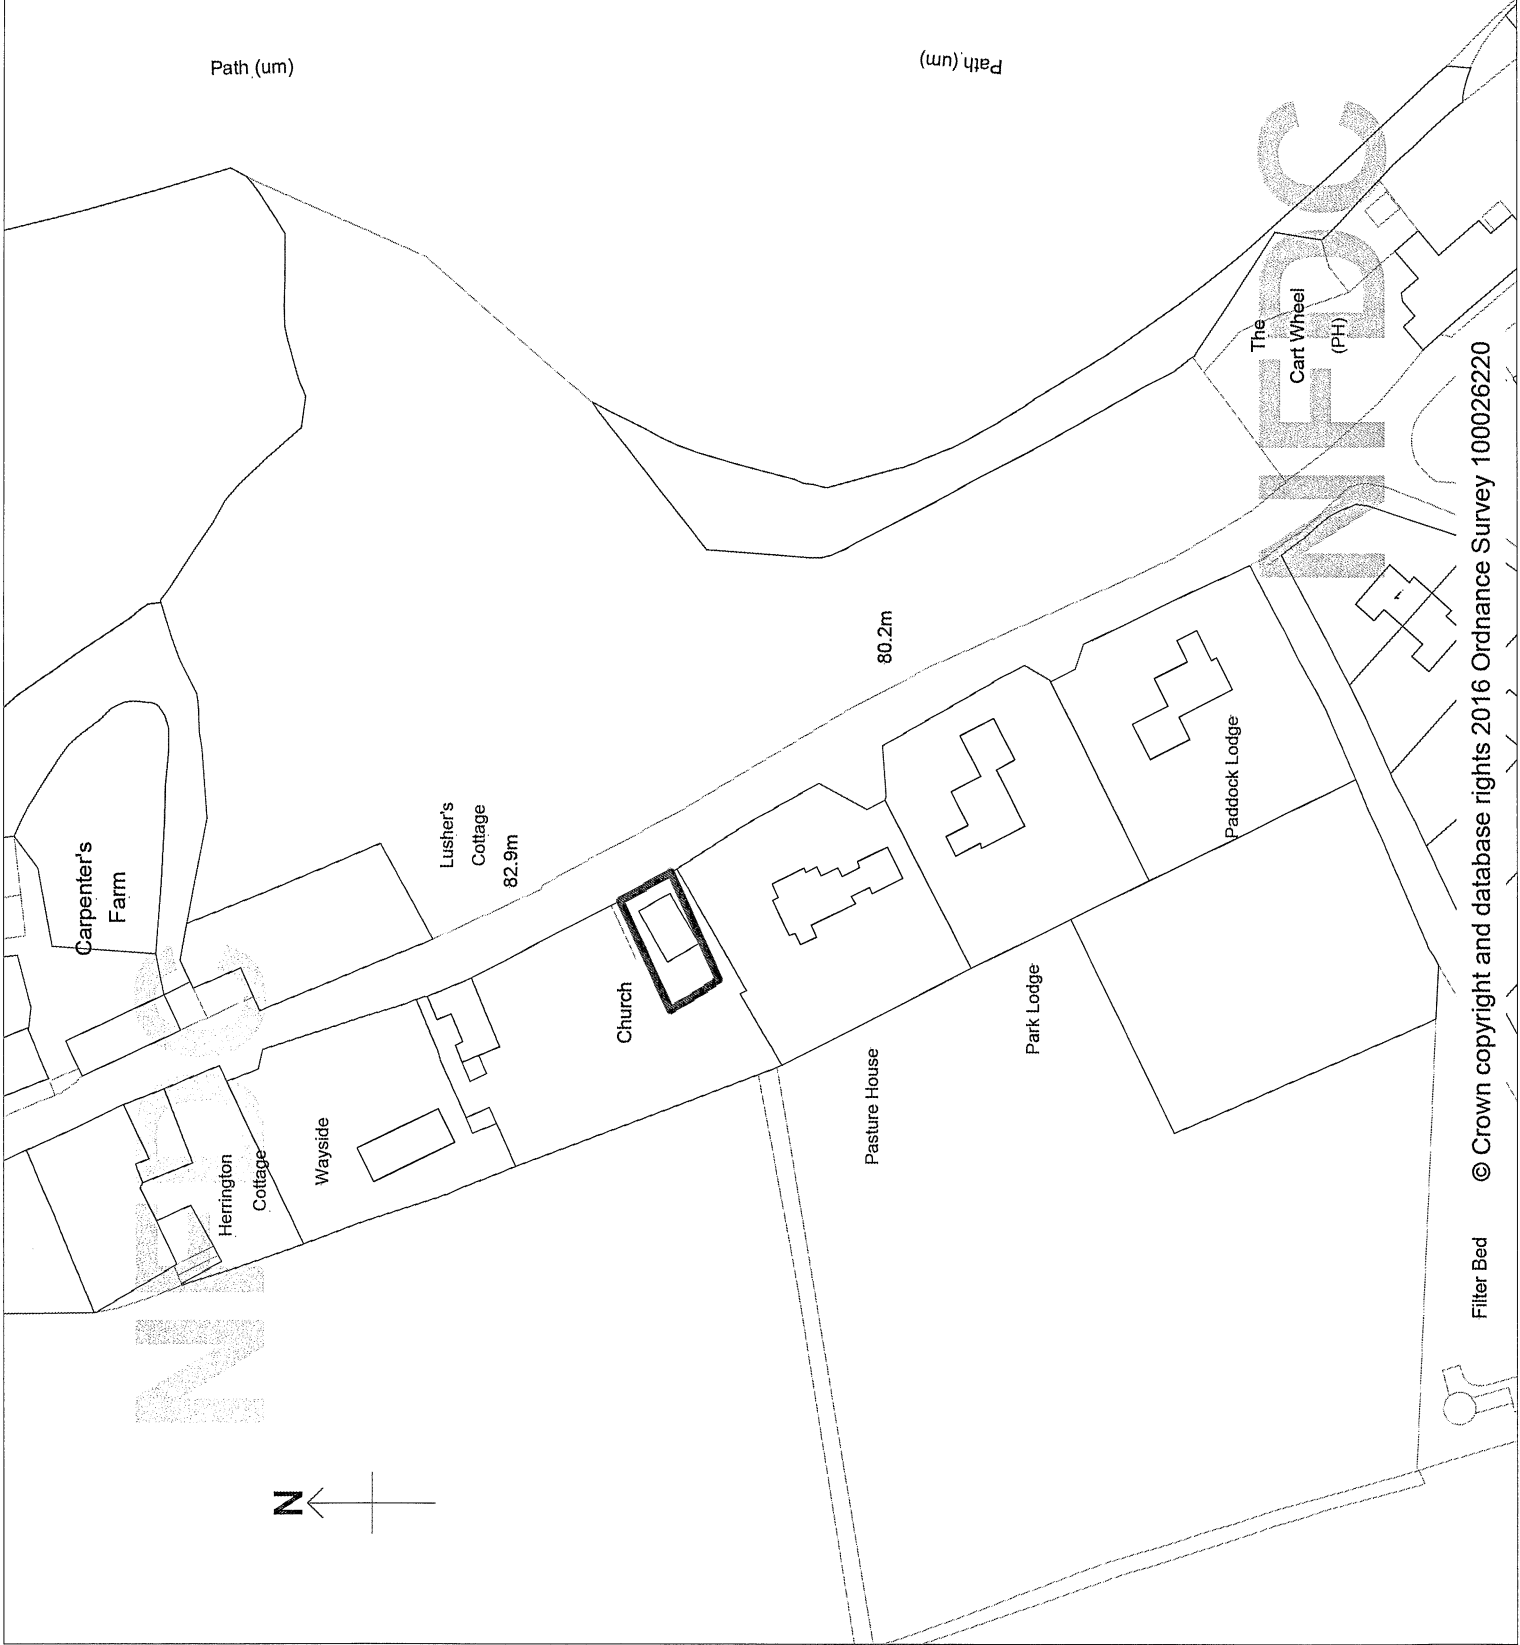 Path (um)
Path (um)
Carpenter's
Farm
Lusher's
Cottage
82.9m
80.2m
Church
Wayside
Herrington
Cottage
N
NFDC
Pasture House
Park Lodge
Paddock Lodge
The
Cart Wheel
(PH)
NFDC
Filter Bed
© Crown copyright and database rights 2016 Ordnance Survey 100026220